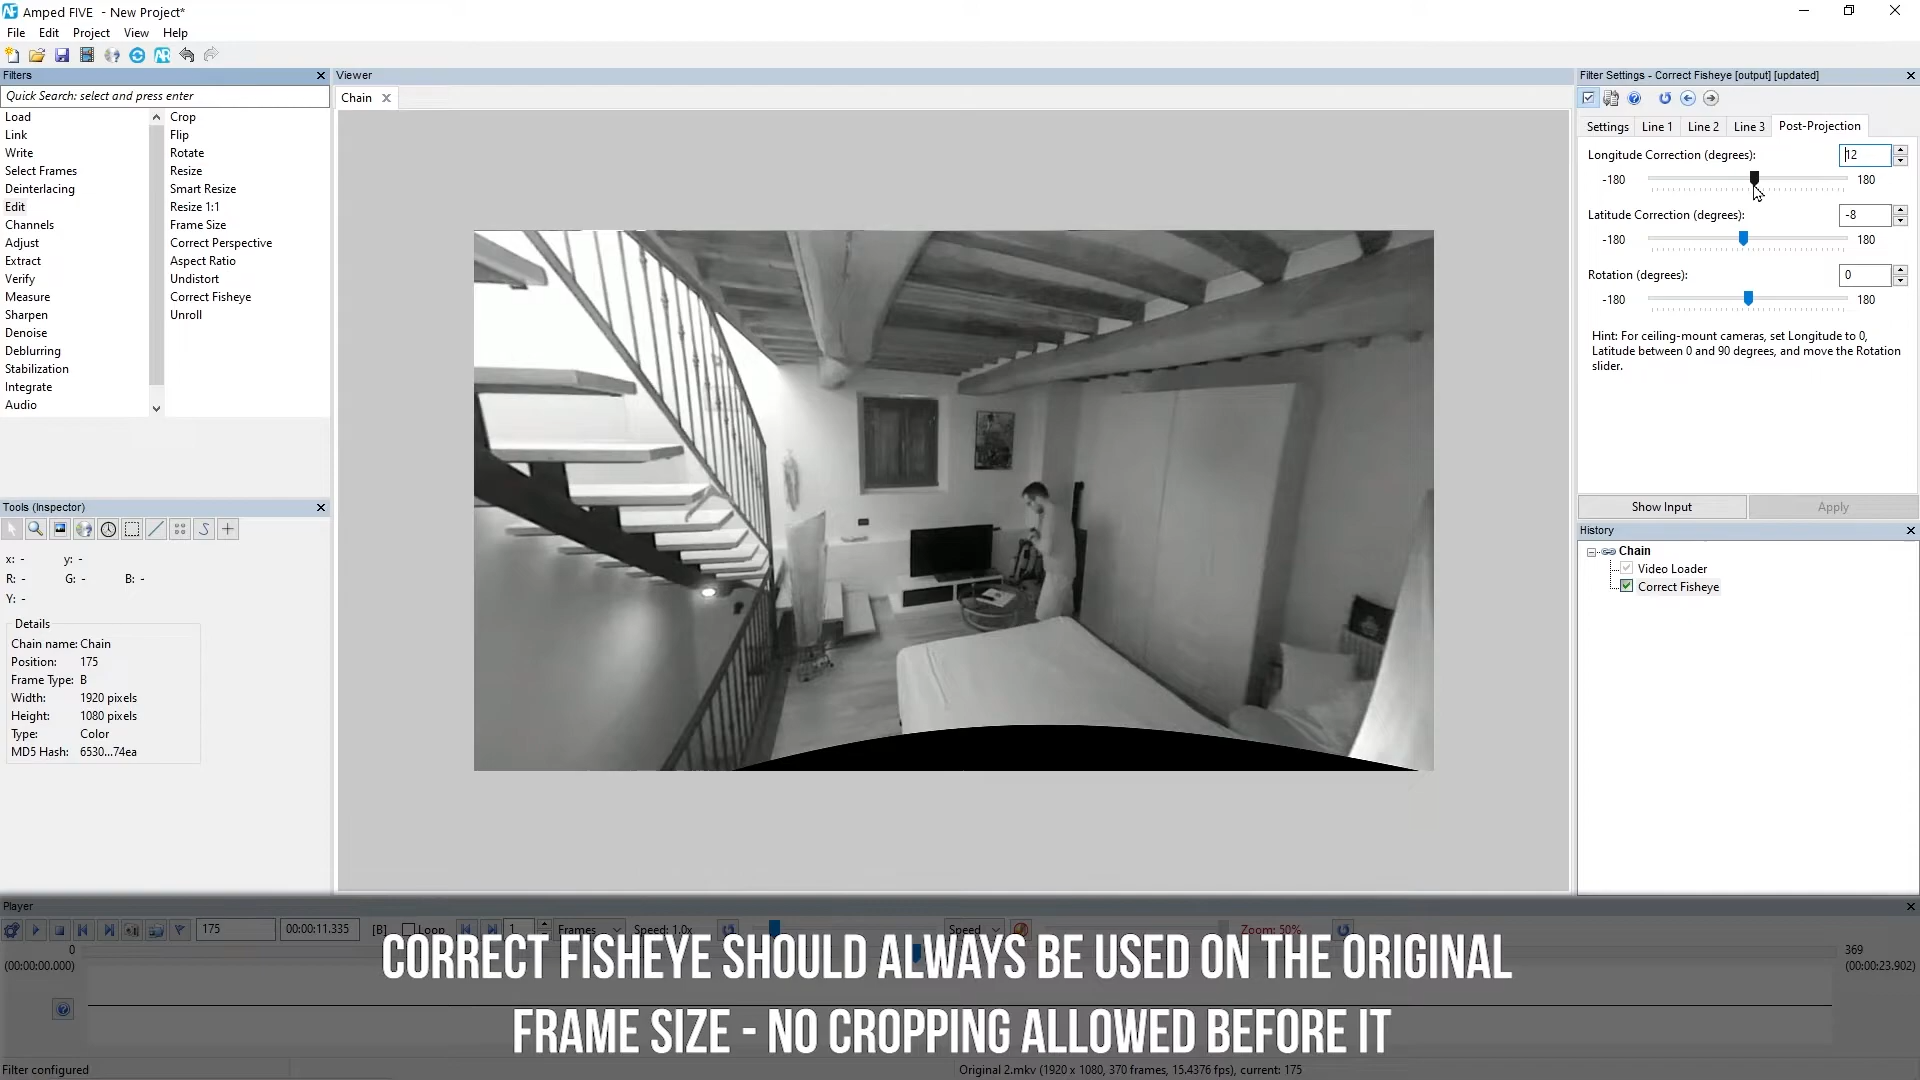 Amped FIVE - New Project*
File Edit Project View Help
Filters
Quick Search: select and press enter
Load
Link
Write
Select Frames
Deinterlacing
Edit
Channels
Adjust
Extract
Verify
Measure
Sharpen
Denoise
Deblurring
Stabilization
Integrate
Audio
Crop
Flip
Rotate
Resize
Smart Resize
Resize 1:1
Frame Size
Correct Perspective
Aspect Ratio
Undistort
Correct Fisheye
Unroll
Tools (Inspector)
x: - y: -
R: - G: - B: -
Y: -
Details
Chain name: Chain
Position: 175
Frame Type: B
Width: 1920 pixels
Height: 1080 pixels
Type: Color
MD5 Hash: 6530...74ea
Viewer
Chain
Filter Settings - Correct Fisheye [output] [updated]
Settings Line 1 Line 2 Line 3 Post-Projection
Longitude Correction (degrees): 12
-180 180
Latitude Correction (degrees): -8
-180 180
Rotation (degrees): 0
-180 180
Hint: For ceiling-mount cameras, set Longitude to 0,
Latitude between 0 and 90 degrees, and move the Rotation
slider.
Show Input Apply
History
Chain
Video Loader
Correct Fisheye
Player
175 00:00:11.335 [B] Loop 1 Frames Speed: 1.0x Speed Zoom: 50%
0 369
(00:00:00.000) (00:00:23.902)
CORRECT FISHEYE SHOULD ALWAYS BE USED ON THE ORIGINAL
FRAME SIZE - NO CROPPING ALLOWED BEFORE IT
Filter configured Original 2.mkv (1920 x 1080, 370 frames, 15.4376 fps), current: 175